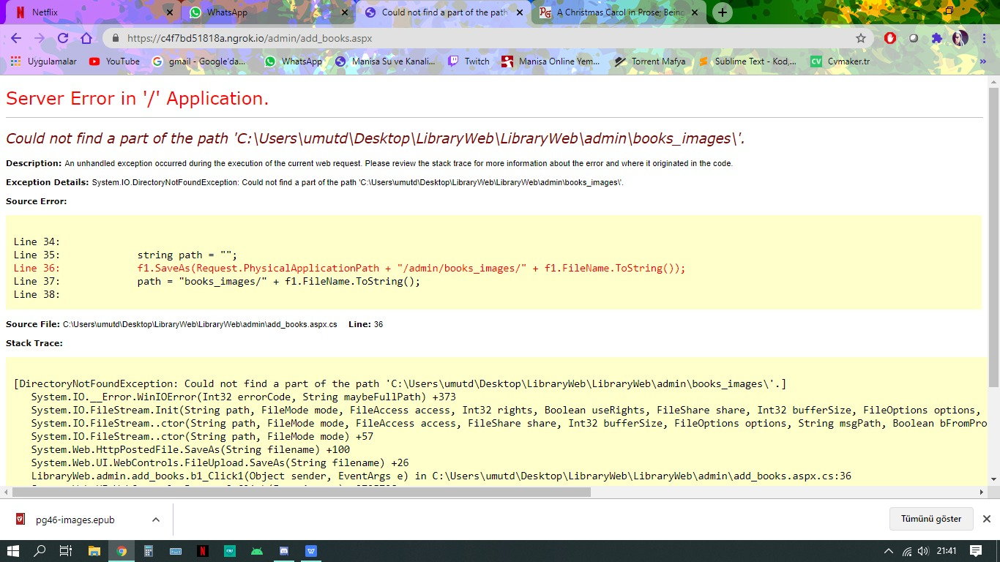 Netflix
WhatsApp
Could not find a part of the path
A Christmas Carol in Prose; Being
https://c4f7bd51818a.ngrok.io/admin/add_books.aspx
Uygulamalar YouTube gmail - Google'da... WhatsApp Manisa Su ve Kanali... Twitch Manisa Online Yem... Torrent Mafya Sublime Text - Kod,... CV Cvmaker.tr »
Server Error in '/' Application.
Could not find a part of the path 'C:\Users\umutd\Desktop\LibraryWeb\LibraryWeb\admin\books_images\'.
Description: An unhandled exception occurred during the execution of the current web request. Please review the stack trace for more information about the error and where it originated in the code.
Exception Details: System.IO.DirectoryNotFoundException: Could not find a part of the path 'C:\Users\umutd\Desktop\LibraryWeb\LibraryWeb\admin\books_images\'.
Source Error:
Line 34:
Line 35: string path = "";
Line 36: f1.SaveAs(Request.PhysicalApplicationPath + "/admin/books_images/" + f1.FileName.ToString());
Line 37: path = "books_images/" + f1.FileName.ToString();
Line 38:
Source File: C:\Users\umutd\Desktop\LibraryWeb\LibraryWeb\admin\add_books.aspx.cs Line: 36
Stack Trace:
[DirectoryNotFoundException: Could not find a part of the path 'C:\Users\umutd\Desktop\LibraryWeb\LibraryWeb\admin\books_images\'.]
System.IO.__Error.WinIOError(Int32 errorCode, String maybeFullPath) +373
System.IO.FileStream.Init(String path, FileMode mode, FileAccess access, Int32 rights, Boolean useRights, FileShare share, Int32 bufferSize, FileOptions options,
System.IO.FileStream..ctor(String path, FileMode mode, FileAccess access, FileShare share, Int32 bufferSize, FileOptions options, String msgPath, Boolean bFromPro
System.IO.FileStream..ctor(String path, FileMode mode) +57
System.Web.HttpPostedFile.SaveAs(String filename) +100
System.Web.UI.WebControls.FileUpload.SaveAs(String filename) +26
LibraryWeb.admin.add_books.b1_Click1(Object sender, EventArgs e) in C:\Users\umutd\Desktop\LibraryWeb\LibraryWeb\admin\add_books.aspx.cs:36
pg46-images.epub
Tümünü göster
21:41